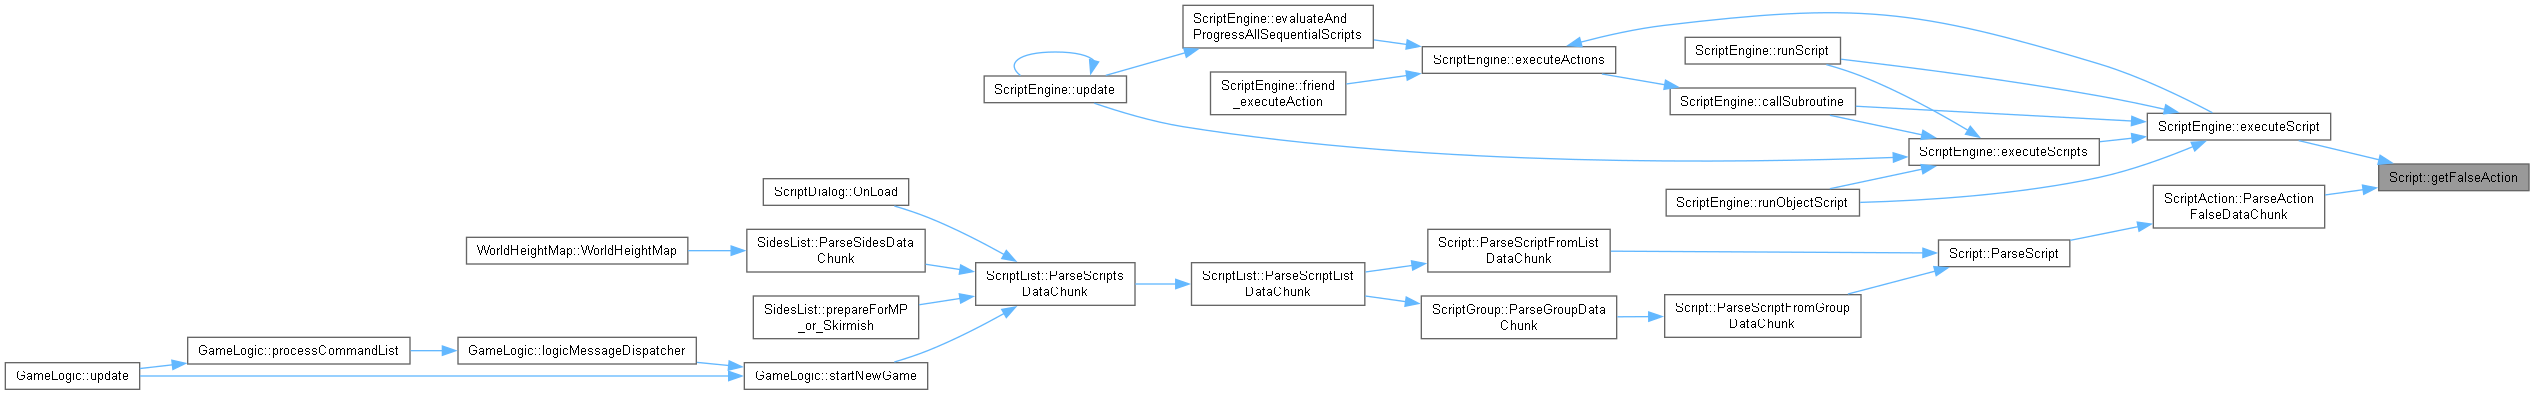 ScriptEngine::evaluateAnd
ProgressAllSequentialScripts
ScriptEngine::executeActions
ScriptEngine::runScript
ScriptEngine::update
ScriptEngine::friend
_executeAction
ScriptEngine::callSubroutine
ScriptEngine::executeScript
ScriptEngine::executeScripts
Script::getFalseAction
ScriptDialog::OnLoad
ScriptEngine::runObjectScript
ScriptAction::ParseAction
FalseDataChunk
WorldHeightMap::WorldHeightMap
SidesList::ParseSidesData
Chunk
Script::ParseScriptFromList
DataChunk
Script::ParseScript
ScriptList::ParseScripts
DataChunk
ScriptList::ParseScriptList
DataChunk
SidesList::prepareForMP
_or_Skirmish
ScriptGroup::ParseGroupData
Chunk
Script::ParseScriptFromGroup
DataChunk
GameLogic::processCommandList
GameLogic::logicMessageDispatcher
GameLogic::update
GameLogic::startNewGame